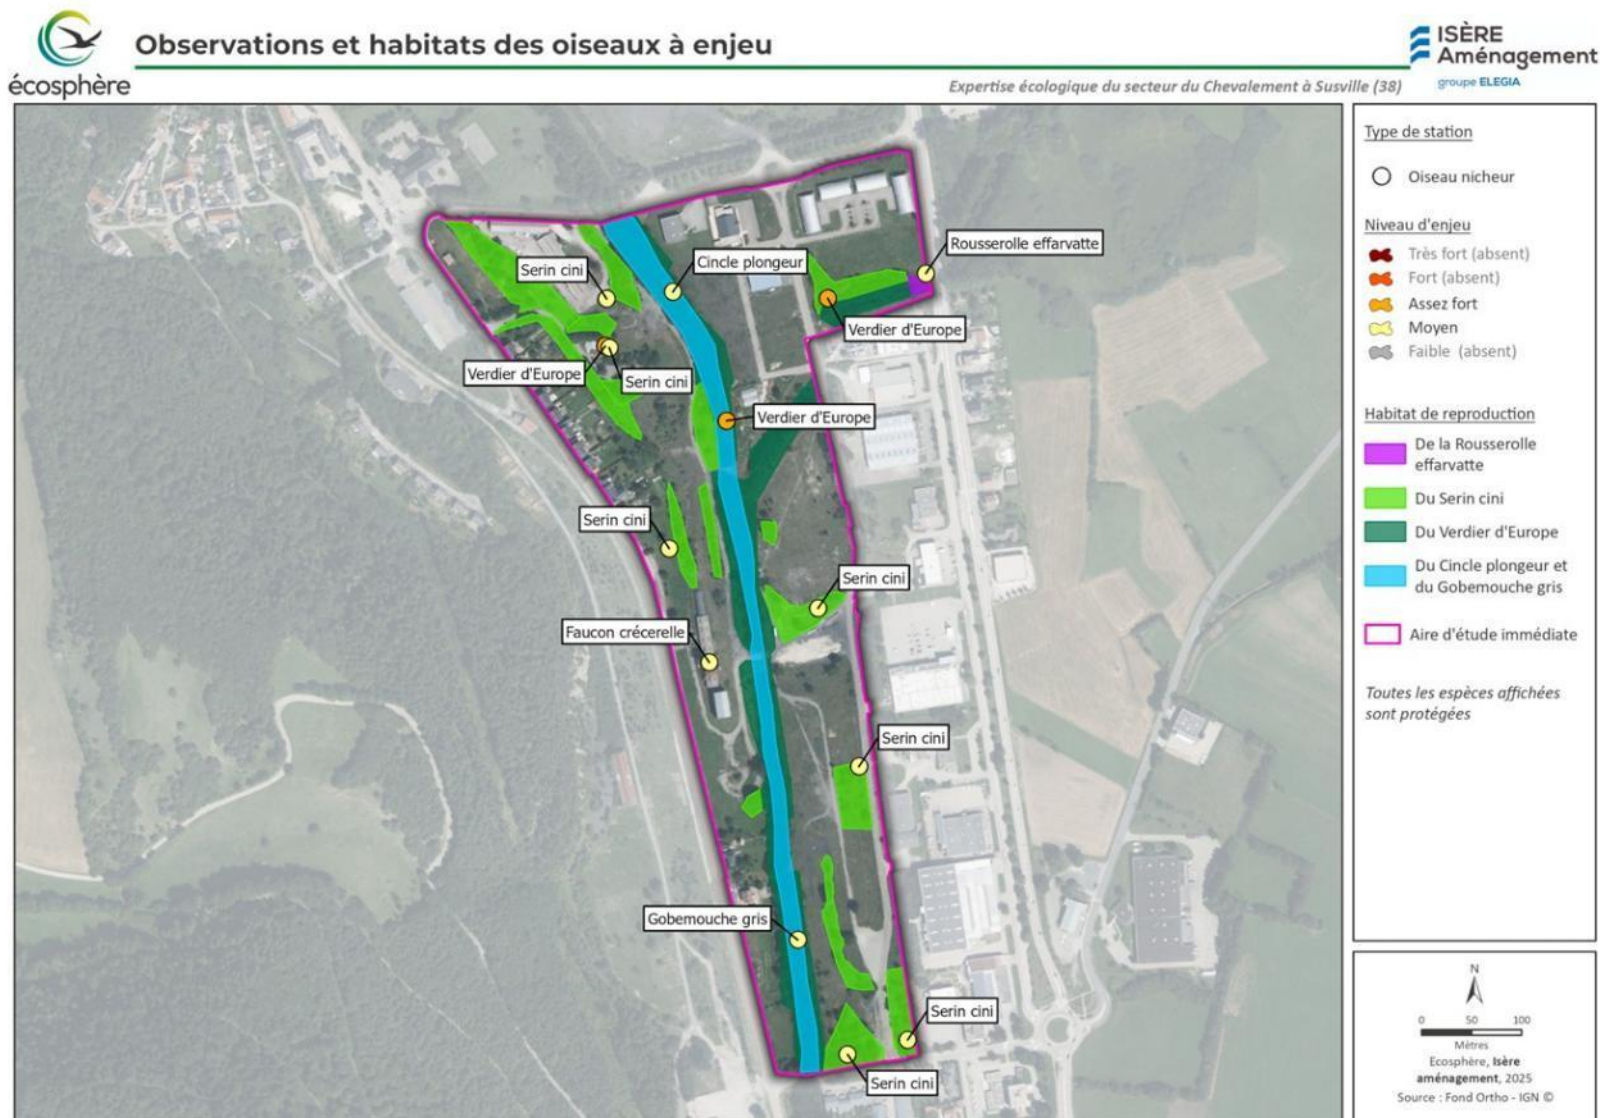 écosphère
Observations et habitats des oiseaux à enjeu
ISÈRE
Aménagement
groupe ELEGIA
Expertise écologique du secteur du Chevalement à Susville (38)
Rousserolle effarvatte
Cincle plongeur
Serin cini
Verdier d'Europe
Verdier d'Europe
Serin cini
Verdier d'Europe
Serin cini
Serin cini
Faucon crécerelle
Serin cini
Gobemouche gris
Serin cini
Serin cini
Type de station
Oiseau nicheur
Niveau d'enjeu
Très fort (absent)
Fort (absent)
Assez fort
Moyen
Faible (absent)
Habitat de reproduction
De la Rousserolle
effarvatte
Du Serin cini
Du Verdier d'Europe
Du Cincle plongeur et
du Gobemouche gris
Aire d'étude immédiate
Toutes les espèces affichées
sont protégées
N
0 50 100
Mètres
Ecosphère, Isère
aménagement, 2025
Source : Fond Ortho - IGN ©